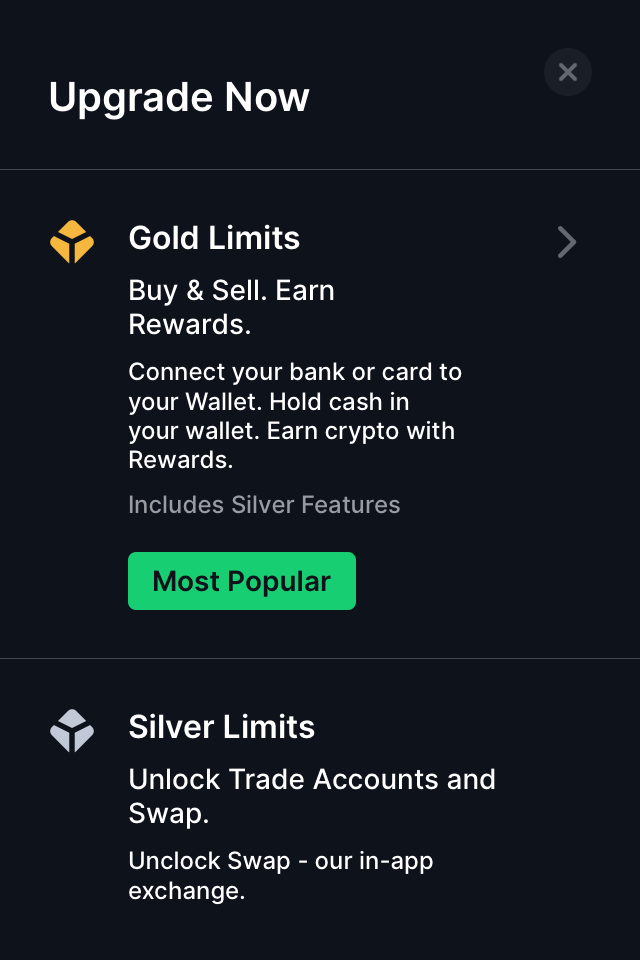 Upgrade Now
Gold Limits
Buy & Sell. Earn
Rewards.
Connect your bank or card to
your Wallet. Hold cash in
your wallet. Earn crypto with
Rewards.
Includes Silver Features
Most Popular
Silver Limits
Unlock Trade Accounts and
Swap.
Unclock Swap - our in-app
exchange.